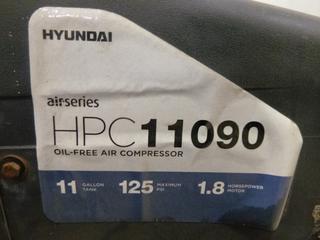 HYUNDAI
airseries
HPC11090
OIL-FREE AIR COMPRESSOR
11 GALLON TANK 125 MAXIMUM PSI 1.8 HORSEPOWER MOTOR